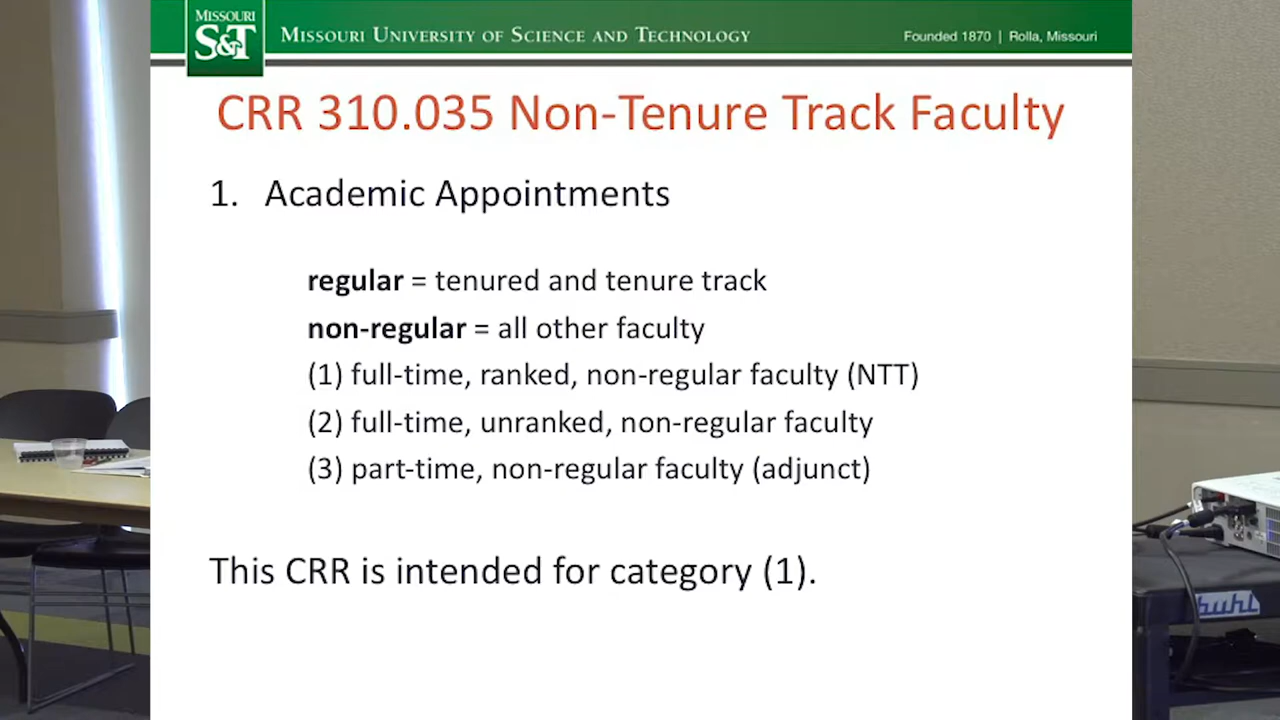 MISSOURI
S&T
MISSOURI UNIVERSITY OF SCIENCE AND TECHNOLOGY
Founded 1870 | Rolla, Missouri
CRR 310.035 Non-Tenure Track Faculty
1. Academic Appointments
regular = tenured and tenure track
non-regular = all other faculty
(1) full-time, ranked, non-regular faculty (NTT)
(2) full-time, unranked, non-regular faculty
(3) part-time, non-regular faculty (adjunct)
This CRR is intended for category (1).
buhl